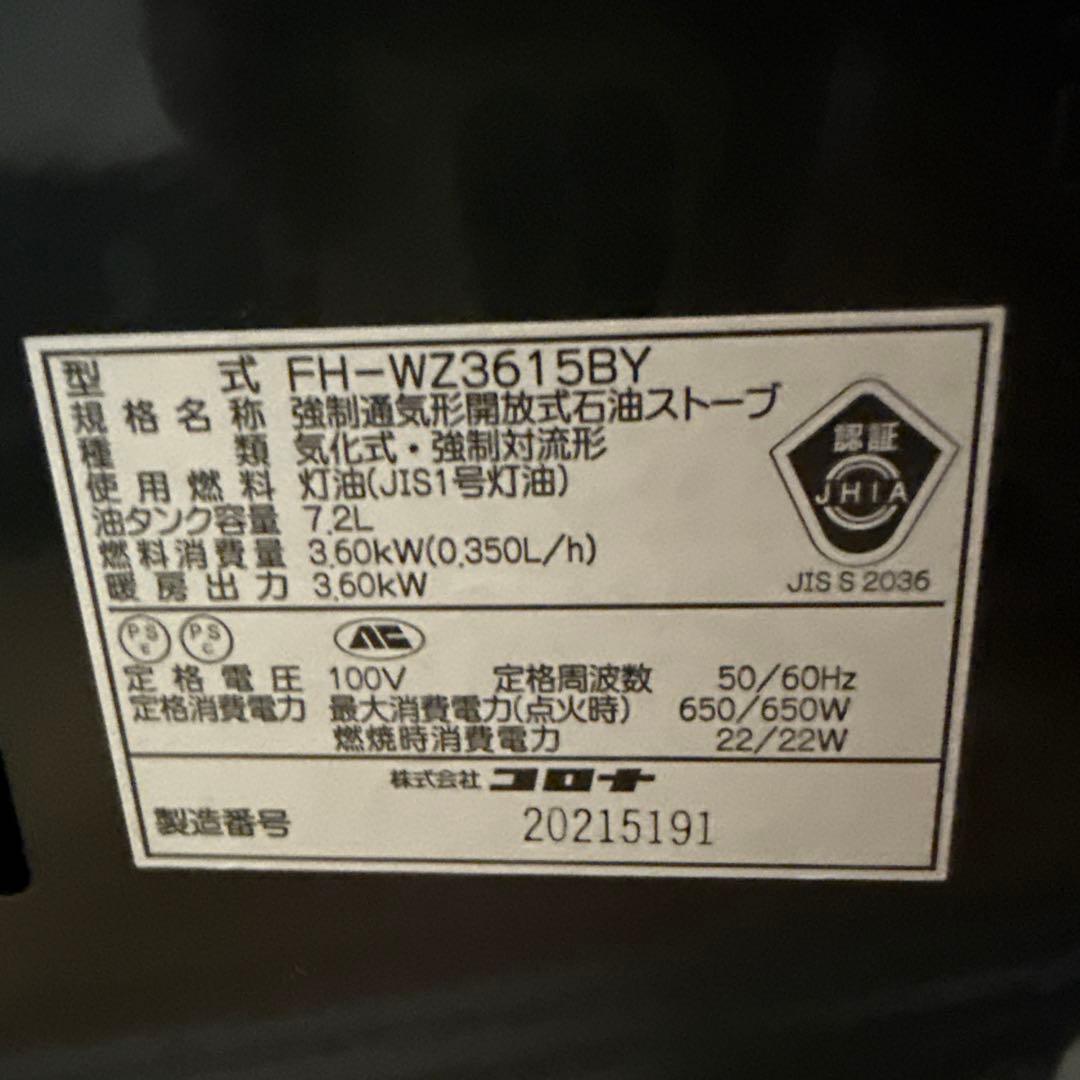 型式 FH-WZ3615BY
規格名称 強制通気形開放式石油ストーブ
種類 気化式・強制対流形
使用燃料 灯油(JIS1号灯油)
油タンク容量 7.2L
燃料消費量 3.60kW(0.350L/h)
暖房出力 3.60kW
認証
JHIA
JIS S 2036
PS C PS C
定格電圧 100V 定格周波数 50/60Hz
定格消費電力 最大消費電力(点火時) 650/650W
燃焼時消費電力 22/22W
株式会社 コロナ
製造番号 20215191